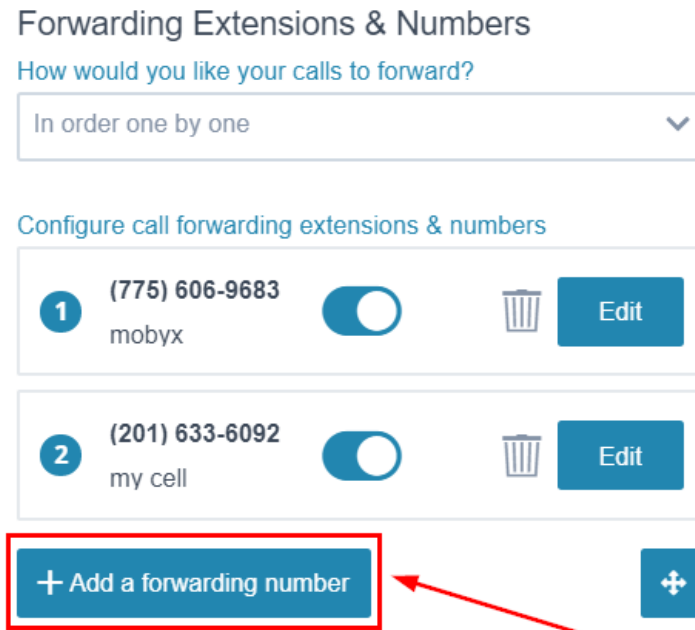 Forwarding Extensions & Numbers
How would you like your calls to forward?
In order one by one
Configure call forwarding extensions & numbers
1
(775) 606-9683
mobyx
Edit
2
(201) 633-6092
my cell
Edit
+ Add a forwarding number